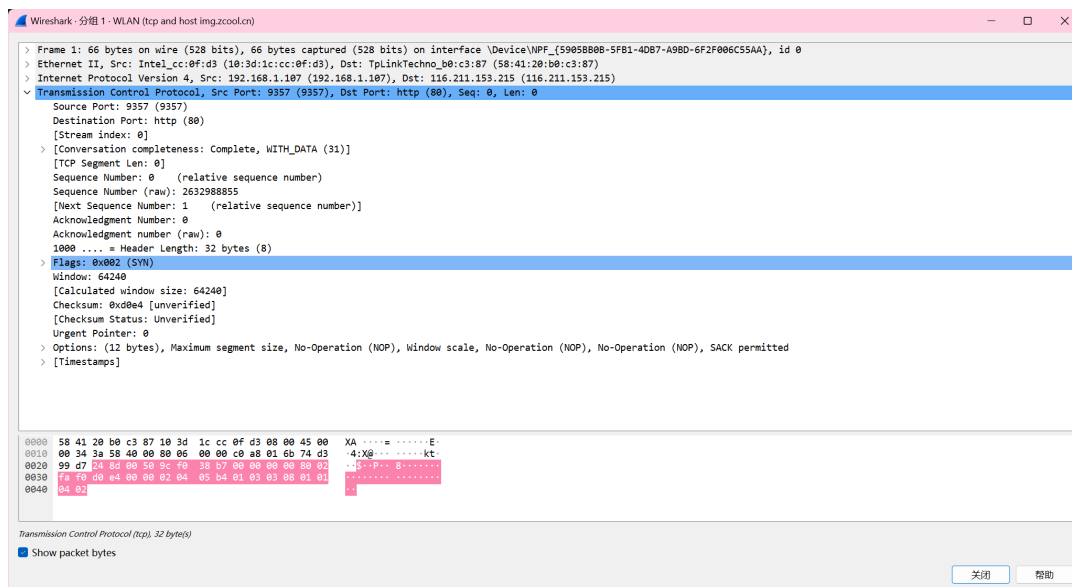 Wireshark · 分组 1 · WLAN (tcp and host img.zcool.cn)
Frame 1: 66 bytes on wire (528 bits), 66 bytes captured (528 bits) on interface \Device\NPF_{5905BB0B-5FB1-4DB7-A9BD-6F2F006C55AA}, id 0
Ethernet II, Src: Intel_cc:0f:d3 (10:3d:1c:cc:0f:d3), Dst: TpLinkTechno_b0:c3:87 (58:41:20:b0:c3:87)
Internet Protocol Version 4, Src: 192.168.1.107 (192.168.1.107), Dst: 116.211.153.215 (116.211.153.215)
Transmission Control Protocol, Src Port: 9357 (9357), Dst Port: http (80), Seq: 0, Len: 0
Source Port: 9357 (9357)
Destination Port: http (80)
[Stream index: 0]
[Conversation completeness: Complete, WITH_DATA (31)]
[TCP Segment Len: 0]
Sequence Number: 0    (relative sequence number)
Sequence Number (raw): 2632988855
[Next Sequence Number: 1    (relative sequence number)]
Acknowledgment Number: 0
Acknowledgment number (raw): 0
1000 .... = Header Length: 32 bytes (8)
Flags: 0x002 (SYN)
Window: 64240
[Calculated window size: 64240]
Checksum: 0xd0e4 [unverified]
[Checksum Status: Unverified]
Urgent Pointer: 0
Options: (12 bytes), Maximum segment size, No-Operation (NOP), Window scale, No-Operation (NOP), No-Operation (NOP), SACK permitted
[Timestamps]
0000 58 41 20 b0 c3 87 10 3d 1c cc 0f d3 08 00 45 00 XA ····= ······E·
0010 00 34 3a 58 40 00 80 06 00 00 c0 a8 01 6b 74 d3 ·4:X@··· ·····kt·
0020 99 d7 24 8d 00 50 9c f0 38 b7 00 00 00 00 80 02 ··$··P·· 8·······
0030 fa f0 d0 e4 00 00 02 04 05 b4 01 03 03 08 01 01 ········ ········
0040 04 02 ··
Transmission Control Protocol (tcp), 32 byte(s)
Show packet bytes
关闭 帮助